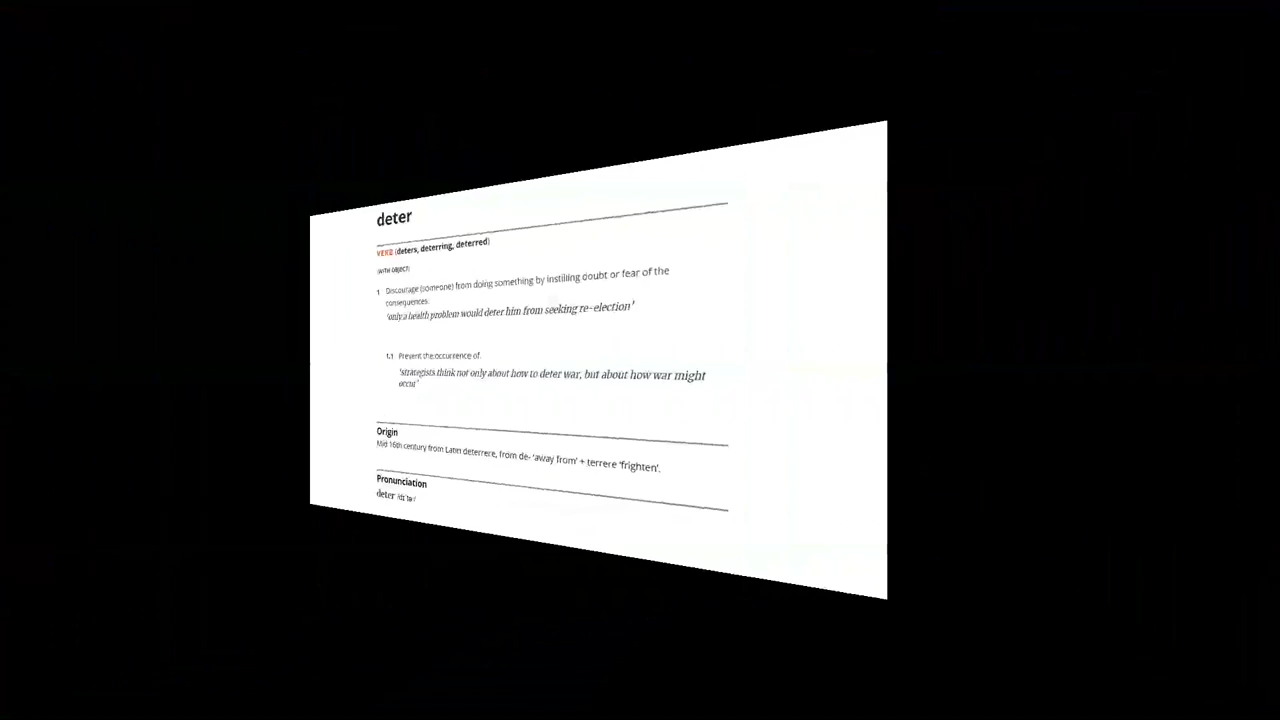 deter
VERB (deters, deterring, deterred)
[WITH OBJECT]
1 Discourage (someone) from doing something by instilling doubt or fear of the
consequences.
‘only a health problem would deter him from seeking re-election’
1.1 Prevent the occurrence of.
‘strategists think not only about how to deter war, but about how war might
occur’
Origin
Mid 16th century from Latin deterrere, from de- ‘away from’ + terrere ‘frighten’.
Pronunciation
deter /dɪˈtəː/